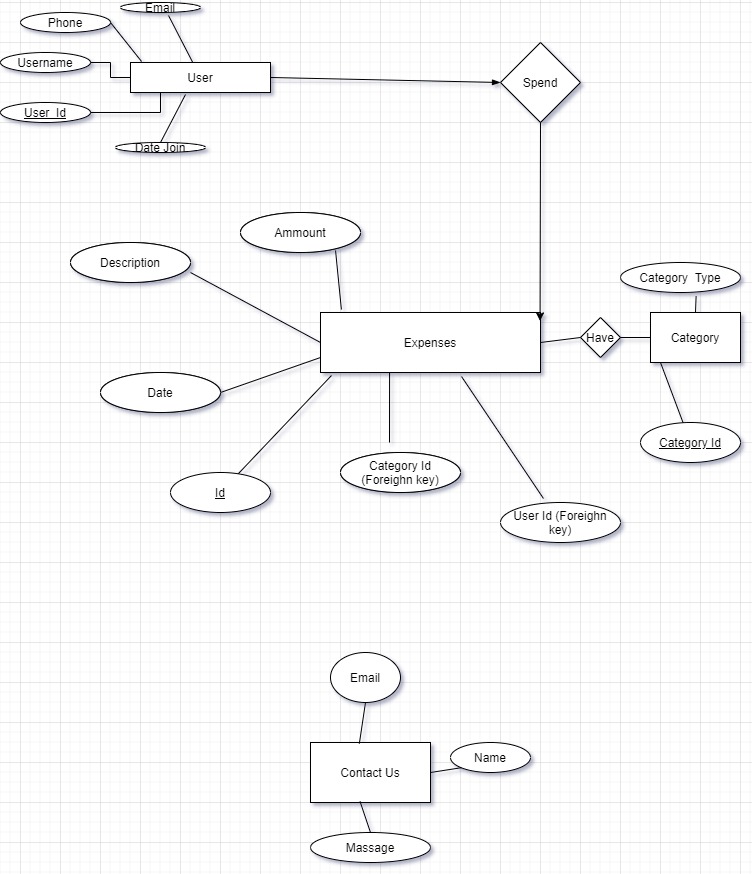 Email
Phone
Username
User
Spend
User_Id
Date Join
Ammount
Description
Category  Type
Expenses
Have
Category
Date
Category Id
Category Id
(Foreighn key)
Id
User Id (Foreighn
key)
Email
Name
Contact Us
Massage